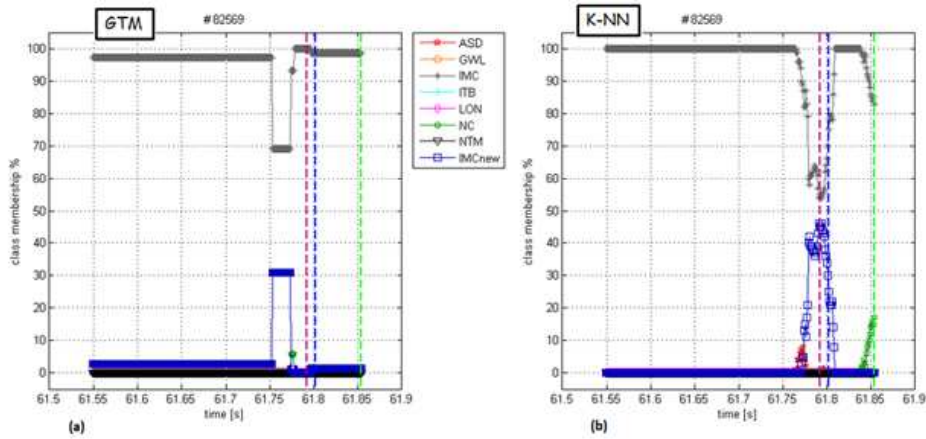 GTM
#82569
K-NN
#82569
class membership %
100
90
80
70
60
50
40
30
20
10
0
61.5
61.55
61.6
61.65
61.7
61.75
61.8
61.85
61.9
time [s]
(a)
ASD
GWL
IMC
ITB
LON
NC
NTM
IMCnew
class membership %
100
90
80
70
60
50
40
30
20
10
0
61.5
61.55
61.6
61.65
61.7
61.75
61.8
61.85
61.9
time [s]
(b)